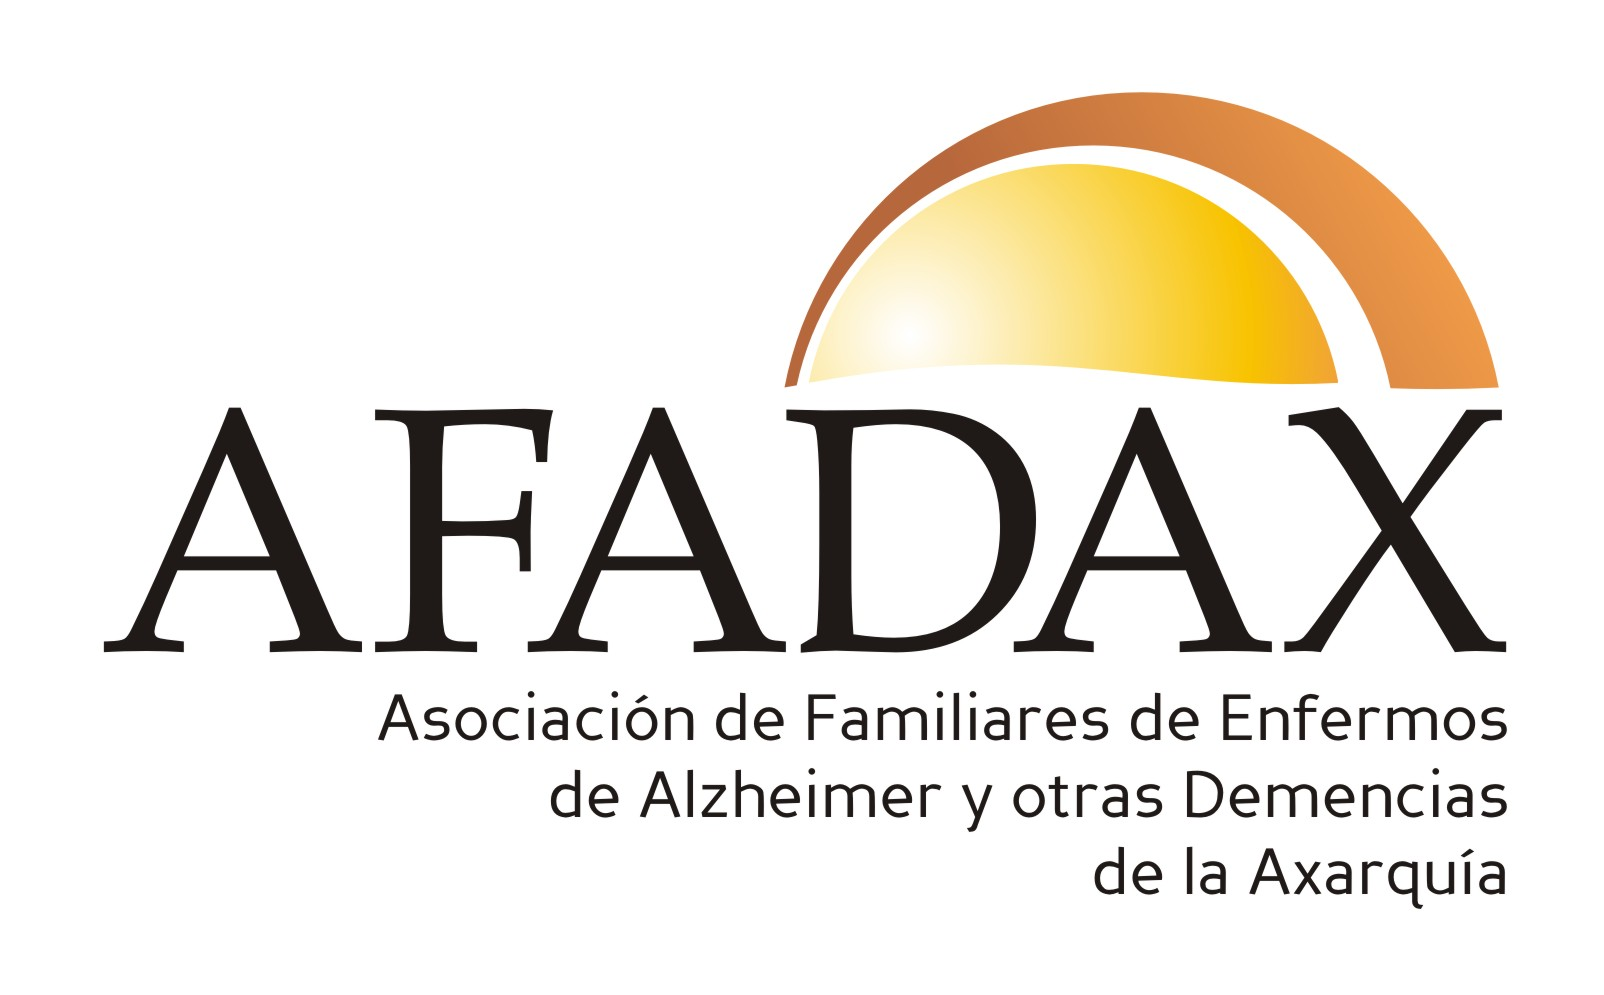 AFADAX
Asociación de Familiares de Enfermos
de Alzheimer y otras Demencias
de la Axarquía